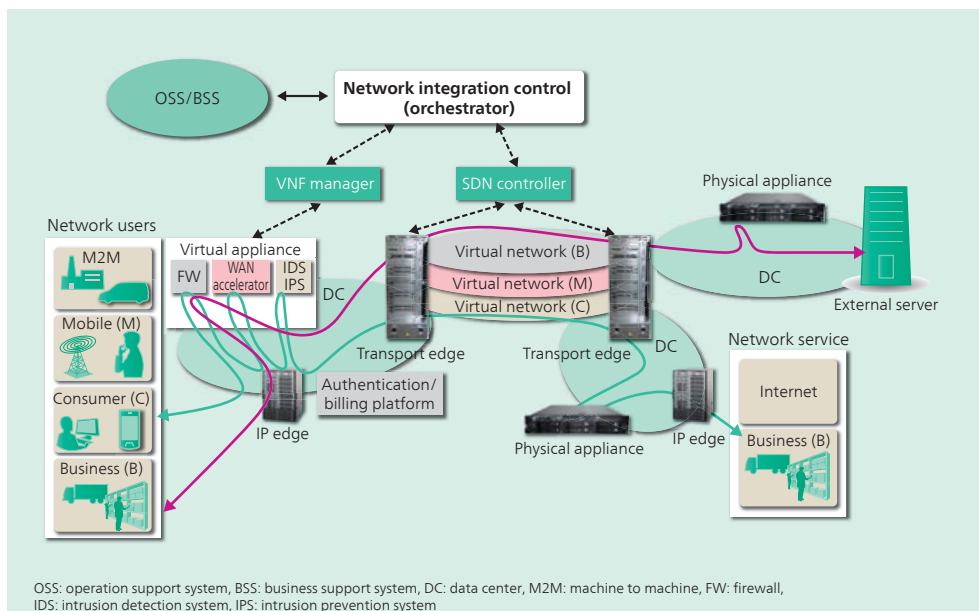 OSS/BSS
Network integration control
(orchestrator)
VNF manager
SDN controller
Physical appliance
Network users
M2M
Mobile (M)
Consumer (C)
Business (B)
Virtual appliance
FW
WAN
accelerator
IDS
IPS
DC
Virtual network (B)
Virtual network (M)
Virtual network (C)
DC
External server
Transport edge
Transport edge
DC
Authentication/
billing platform
IP edge
Physical appliance
IP edge
Network service
Internet
Business (B)
OSS: operation support system, BSS: business support system, DC: data center, M2M: machine to machine, FW: firewall,
IDS: intrusion detection system, IPS: intrusion prevention system